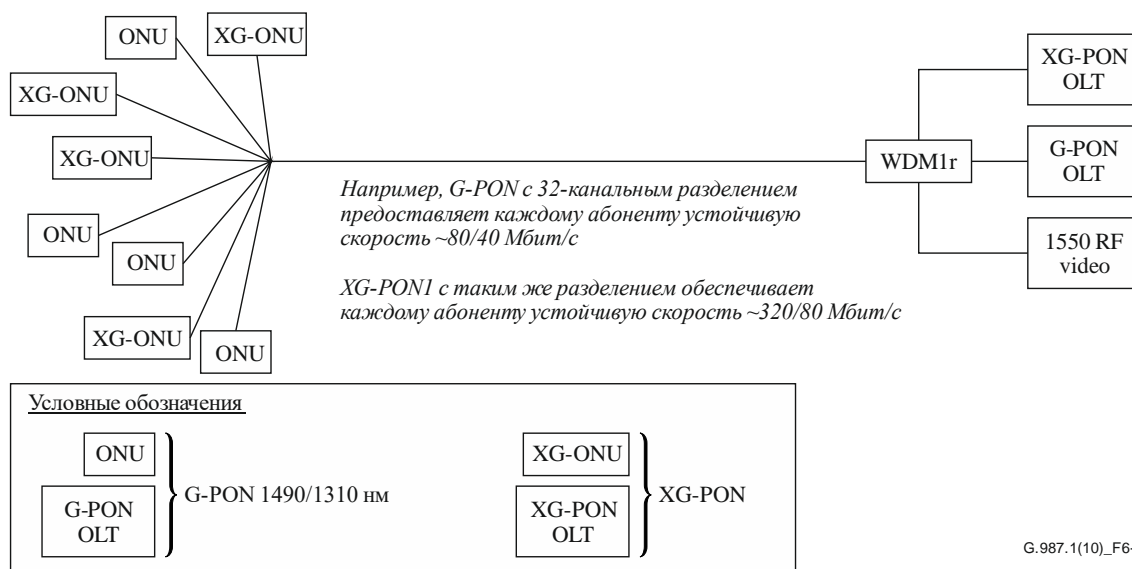 ONU
XG-ONU
XG-ONU
XG-ONU
ONU
ONU
XG-ONU
ONU
Например, G-PON с 32-канальным разделением
предоставляет каждому абоненту устойчивую
скорость ~80/40 Мбит/с
XG-PON1 с таким же разделением обеспечивает
каждому абоненту устойчивую скорость ~320/80 Мбит/с
WDM1r
XG-PON
OLT
G-PON
OLT
1550 RF
video
Условные обозначения
ONU
G-PON
OLT
G-PON 1490/1310 нм
XG-ONU
XG-PON
OLT
XG-PON
G.987.1(10)_F6-